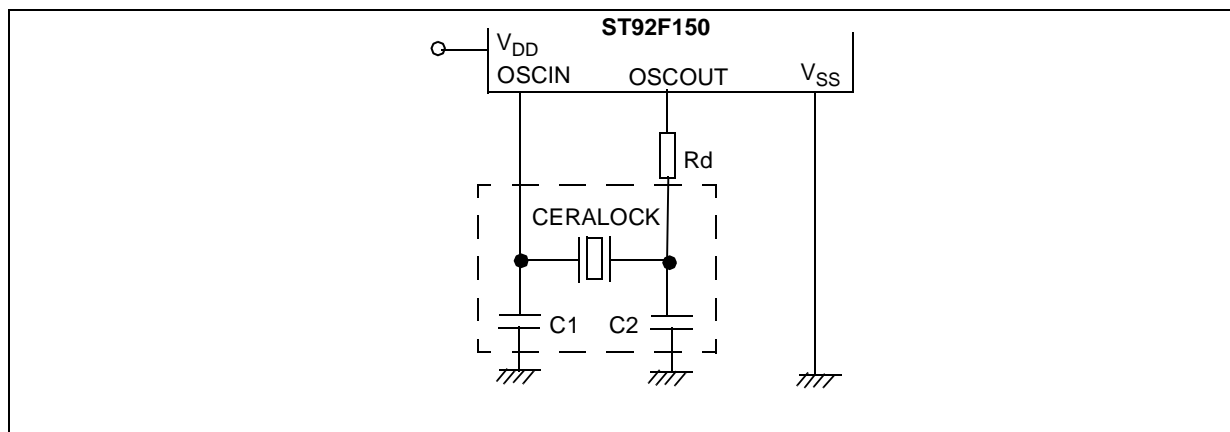 ST92F150
VDD
OSCIN OSCOUT VSS
Rd
CERALOCK
C1 C2